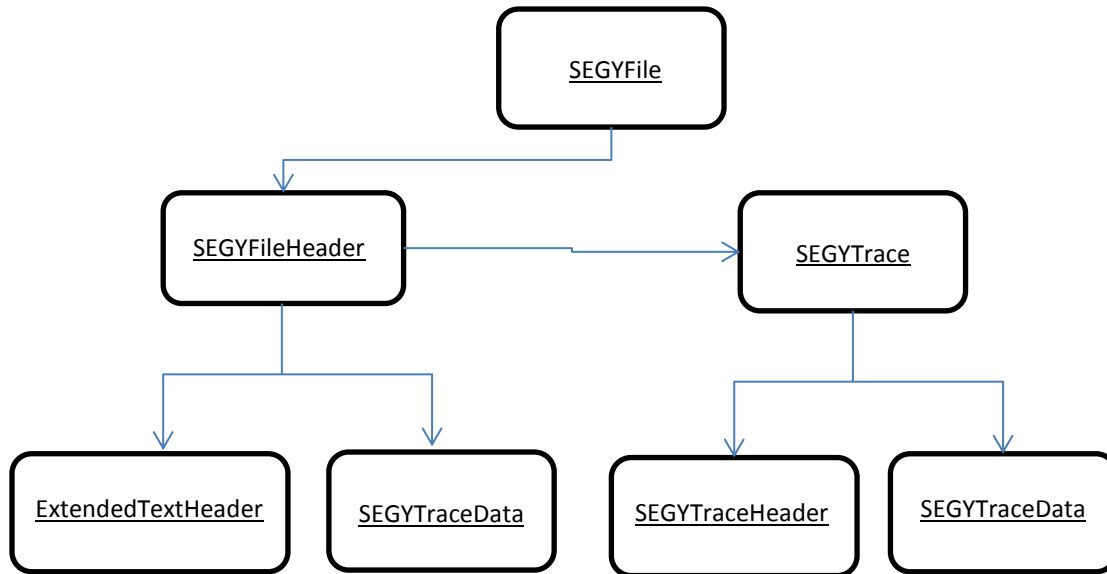 SEGYFile
SEGYFileHeader
SEGYTrace
ExtendedTextHeader
SEGYTraceData
SEGYTraceHeader
SEGYTraceData